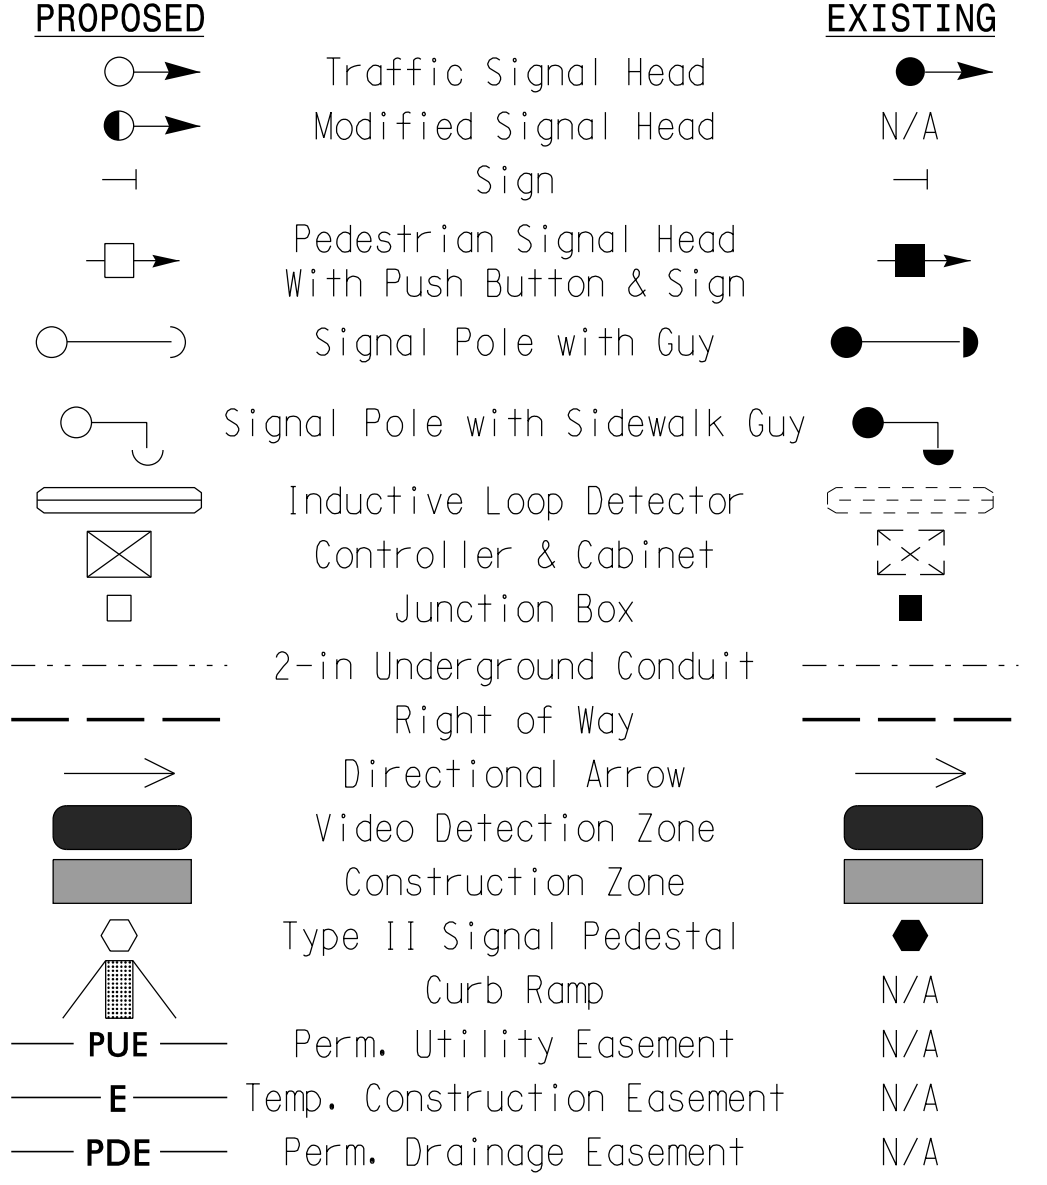 PROPOSED EXISTING
Traffic Signal Head
Modified Signal Head N/A
Sign
Pedestrian Signal Head
With Push Button & Sign
Signal Pole with Guy
Signal Pole with Sidewalk Guy
Inductive Loop Detector
Controller & Cabinet
Junction Box
2-in Underground Conduit
Right of Way
Directional Arrow
Video Detection Zone
Construction Zone
Type II Signal Pedestal
Curb Ramp N/A
PUE Perm. Utility Easement N/A
E Temp. Construction Easement N/A
PDE Perm. Drainage Easement N/A